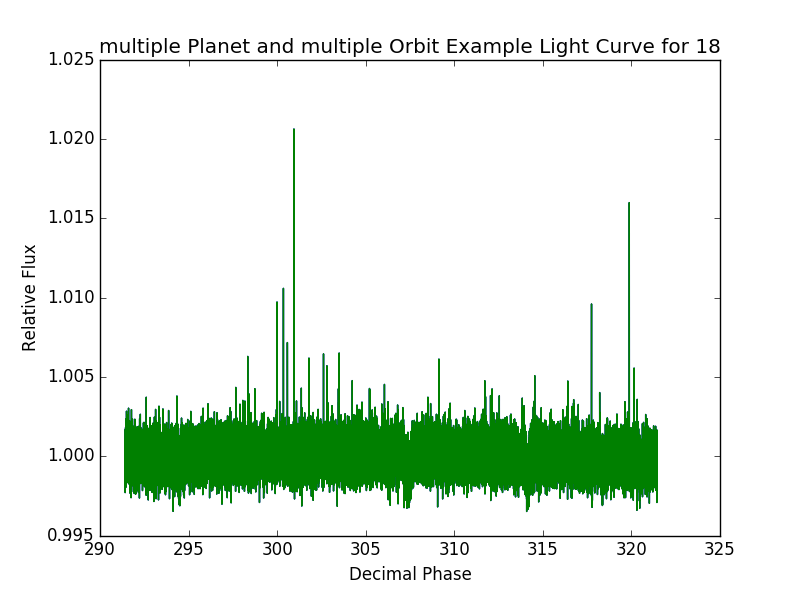 multiple Planet and multiple Orbit Example Light Curve for 18
1.025
1.020
1.015
1.010
1.005
1.000
0.995
Relative Flux
290 295 300 305 310 315 320 325
Decimal Phase